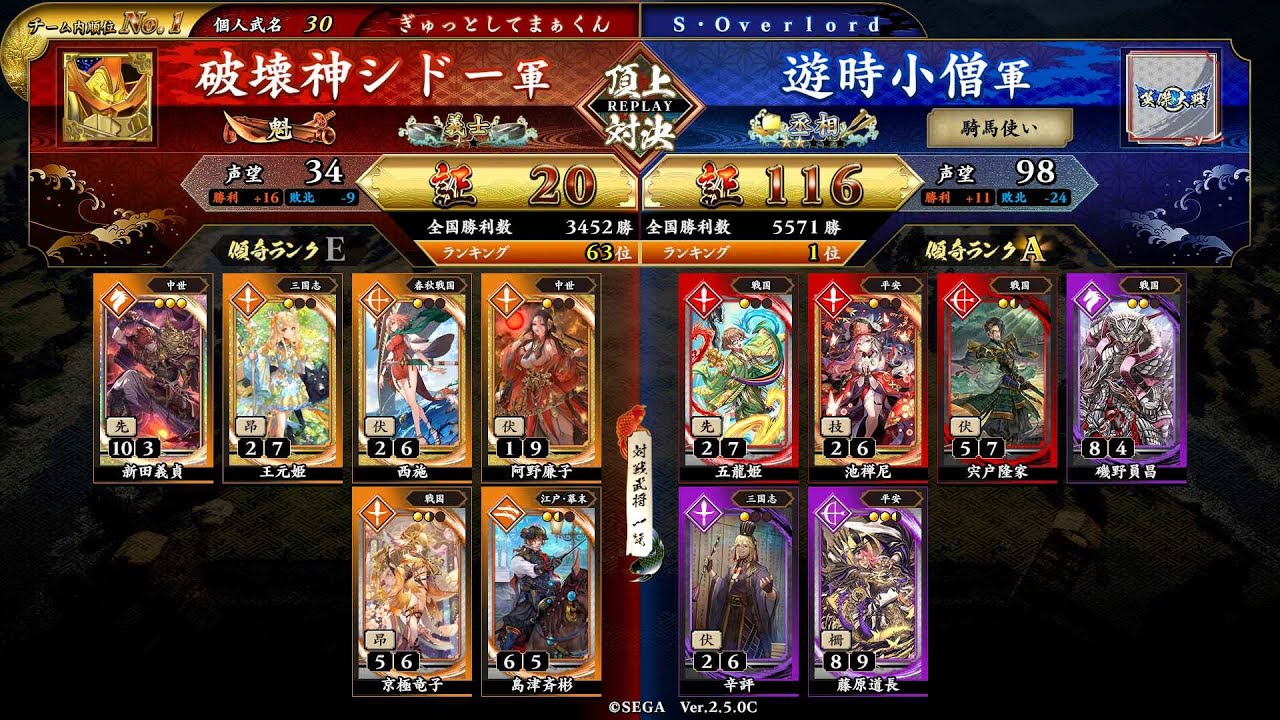 チーム内順位 No.1 個人武名 30 ぎゅっとしてまぁくん
S・Overlord
破壊神シドー軍
頂上
REPLAY
対決
遊時小僧軍
英傑大戦
魁 義士
丞相 騎馬使い
声望 34
勝利 +16 敗北 -9
証 20
証 116
声望 98
勝利 +11 敗北 -24
全国勝利数 3452勝
全国勝利数 5571勝
傾奇ランク E
ランキング 63位
ランキング 1位
傾奇ランク A
中世 三国志 春秋戦国 中世
戦国 平安 戦国 戦国
先 昂 伏 伏
先 技 伏
10 3 2 7 2 6 1 9
2 7 2 6 5 7 8 4
新田義貞 王元姫 西施 阿野廉子
五龍姫 池禅尼 宍戸隆家 磯野員昌
対戦武将一覧
戦国 江戸・幕末
三国志 平安
昂
伏 柵
5 6 6 5
2 6 8 9
京極竜子 島津斉彬
辛評 藤原道長
©SEGA Ver.2.5.0C